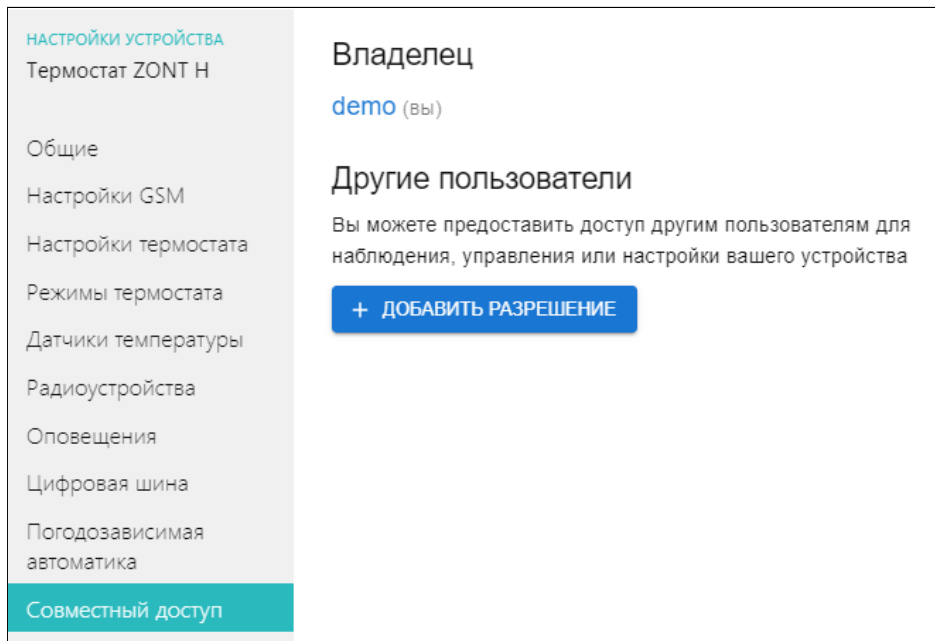 НАСТРОЙКИ УСТРОЙСТВА
Термостат ZONT H
Общие
Настройки GSM
Настройки термостата
Режимы термостата
Датчики температуры
Радиоустройства
Оповещения
Цифровая шина
Погодозависимая
автоматика
Совместный доступ
Владелец
demo (вы)
Другие пользователи
Вы можете предоставить доступ другим пользователям для
наблюдения, управления или настройки вашего устройства
+ ДОБАВИТЬ РАЗРЕШЕНИЕ